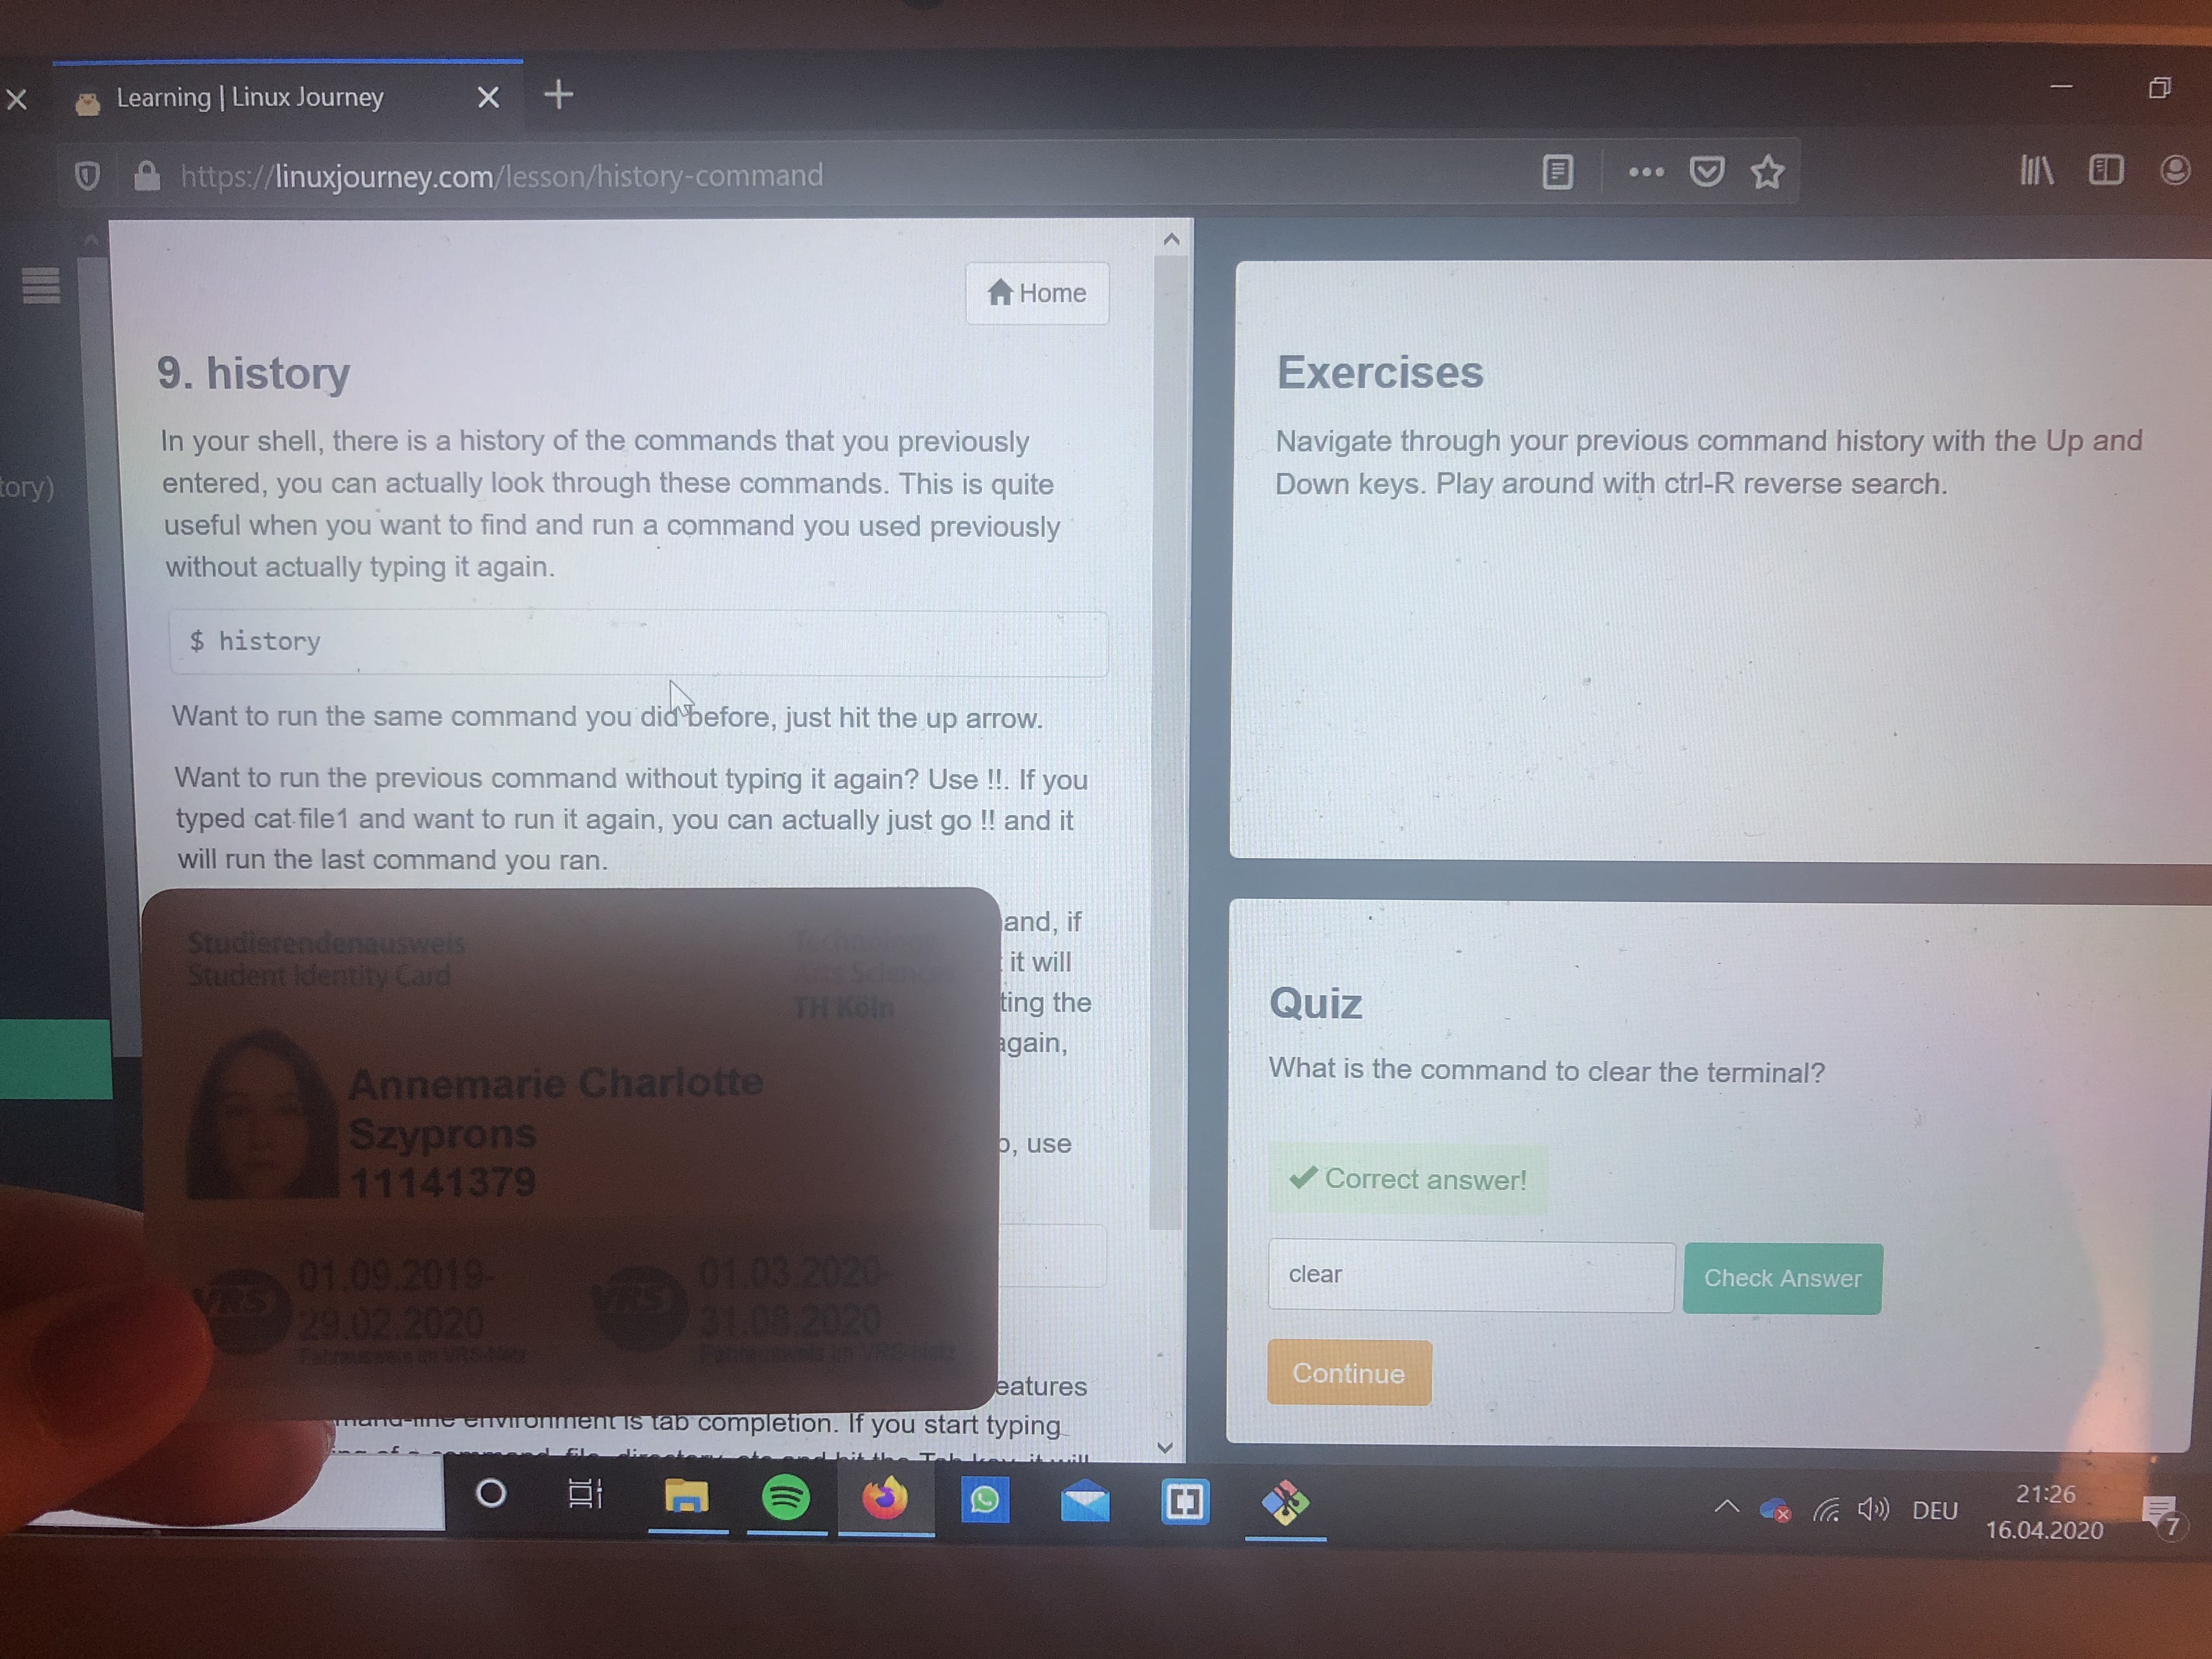 Learning | Linux Journey
https://linuxjourney.com/lesson/history-command
tory)
Home
9. history
In your shell, there is a history of the commands that you previously
entered, you can actually look through these commands. This is quite
useful when you want to find and run a command you used previously
without actually typing it again.
$ history
Want to run the same command you did before, just hit the up arrow.
Want to run the previous command without typing it again? Use !!. If you
typed cat file1 and want to run it again, you can actually just go !! and it
will run the last command you ran.
and, if
it will
ting the
again,
, use
eatures
mand-line environment is tab completion. If you start typing
Studierendenausweis
Student Identity Card
Technology
Arts Sciences
TH Köln
Annemarie Charlotte
Szyprons
11141379
VRS
01.09.2019-
29.02.2020
Fahrausweis im VRS-Netz
VRS
01.03.2020-
31.08.2020
Fahrausweis im VRS-Netz
Exercises
Navigate through your previous command history with the Up and
Down keys. Play around with ctrl-R reverse search.
Quiz
What is the command to clear the terminal?
Correct answer!
clear
Check Answer
Continue
DEU
21:26
16.04.2020
7